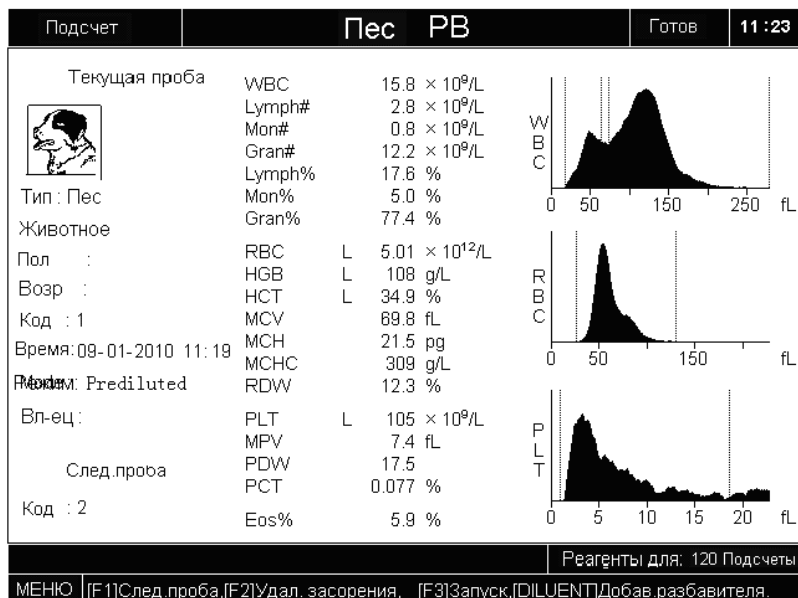 Подсчет Пес PB Готов 11:23
Текущая проба
Тип : Пес
Животное
Пол :
Возр :
Код : 1
Время: 09-01-2010 11:19
Prediluted
Вл-ец :
След.проба
Код : 2
WBC 15.8 × 10⁹/L
Lymph# 2.8 × 10⁹/L
Mon# 0.8 × 10⁹/L
Gran# 12.2 × 10⁹/L
Lymph% 17.6 %
Mon% 5.0 %
Gran% 77.4 %
RBC L 5.01 × 10¹²/L
HGB L 108 g/L
HCT L 34.9 %
MCV 69.8 fL
MCH 21.5 pg
MCHC 309 g/L
RDW 12.3 %
PLT L 105 × 10⁹/L
MPV 7.4 fL
PDW 17.5
PCT 0.077 %
Eos% 5.9 %
WBC
0 50 150 250 fL
RBC
0 50 150 fL
PLT
0 5 10 15 20 fL
Реагенты для: 120 Подсчеты
МЕНЮ [F1]След.проба,[F2]Удал. засорения, [F3]Запуск,[DILUENT]Добав.разбавителя.